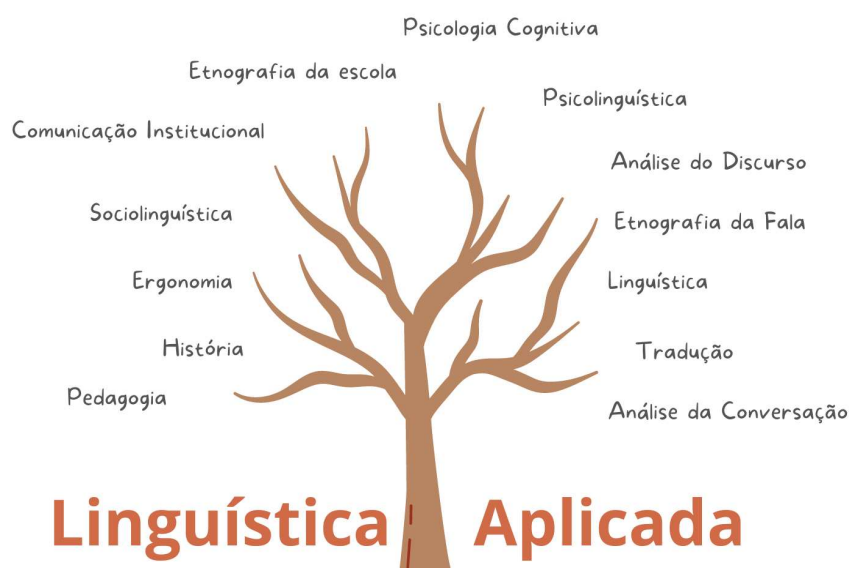 Psicologia Cognitiva
Etnografia da escola
Psicolinguística
Comunicação Institucional
Análise do Discurso
Sociolinguística
Etnografia da Fala
Ergonomia
Linguística
História
Tradução
Pedagogia
Análise da Conversação
Linguística Aplicada